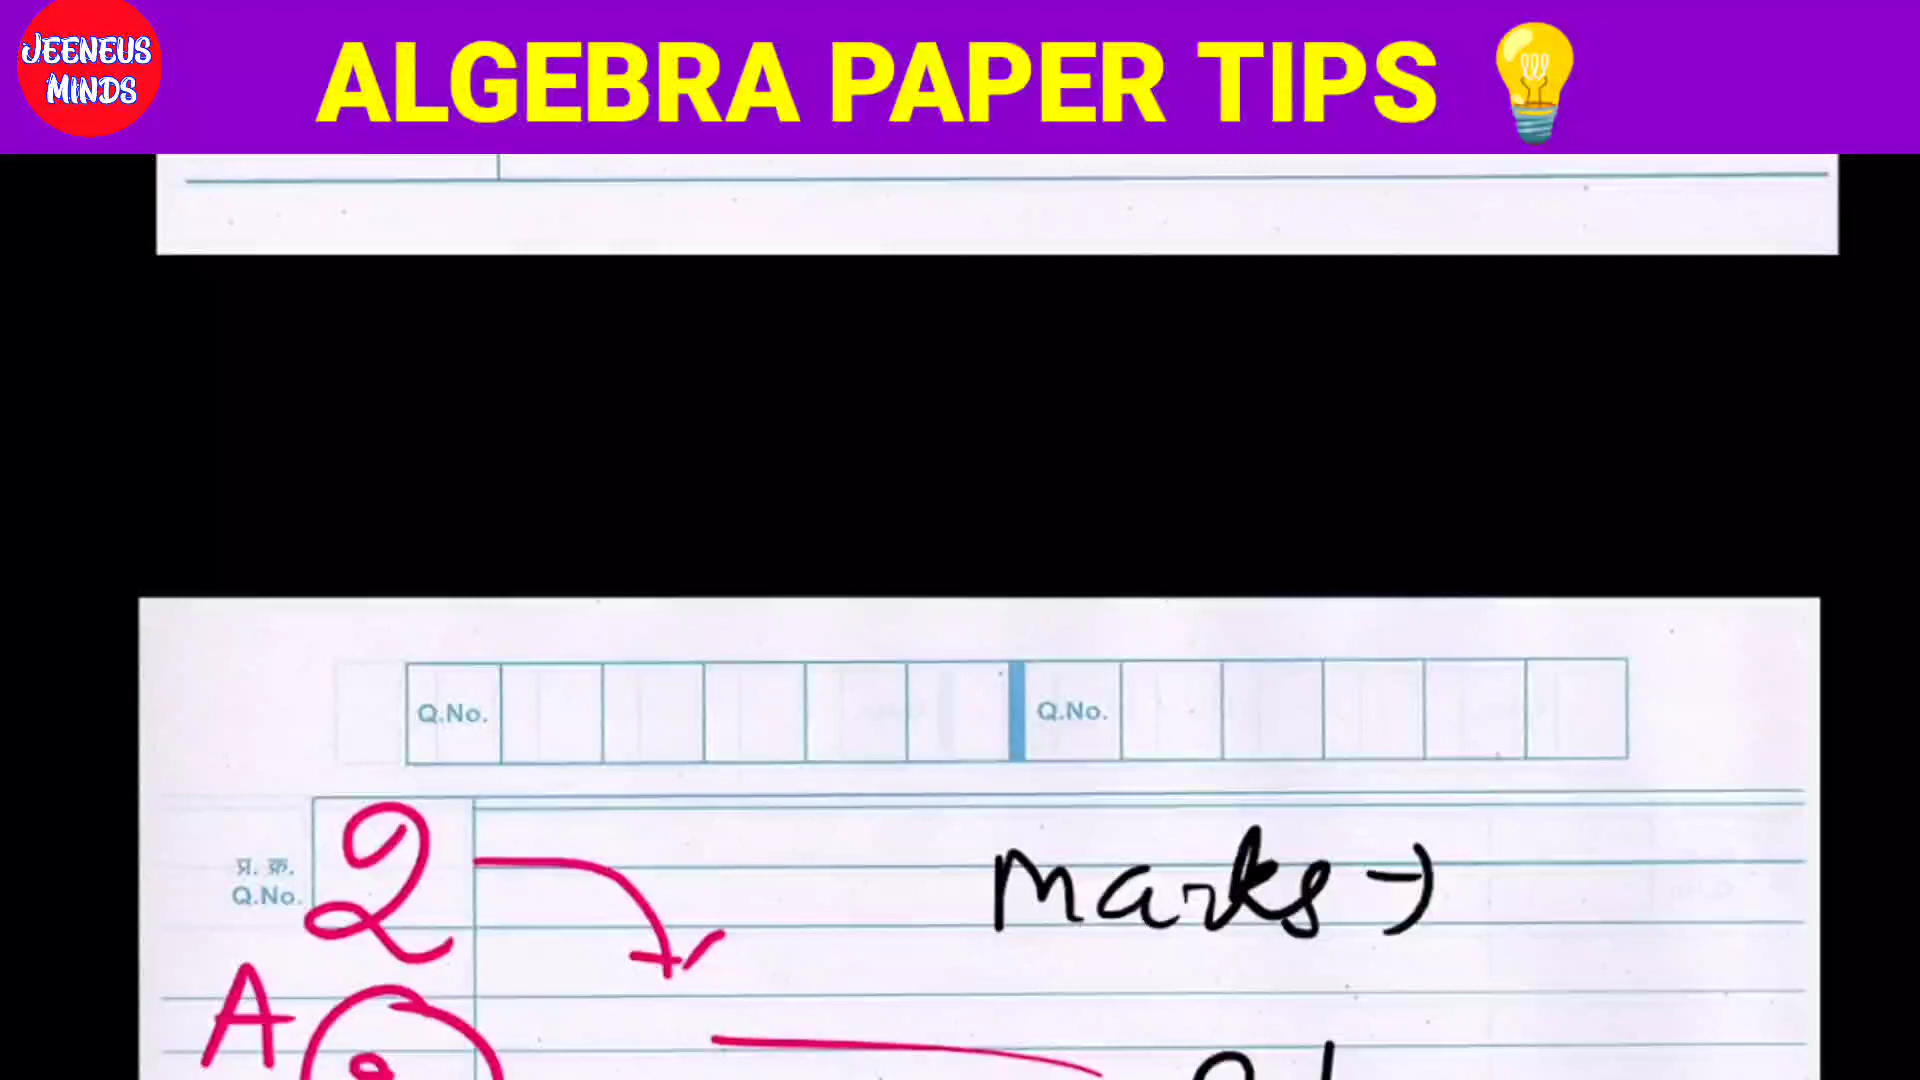 JEENEUS
MINDS
ALGEBRA PAPER TIPS
Q.No.
Q.No.
प्र. क्र.
Q.No.
2
Marks →
A